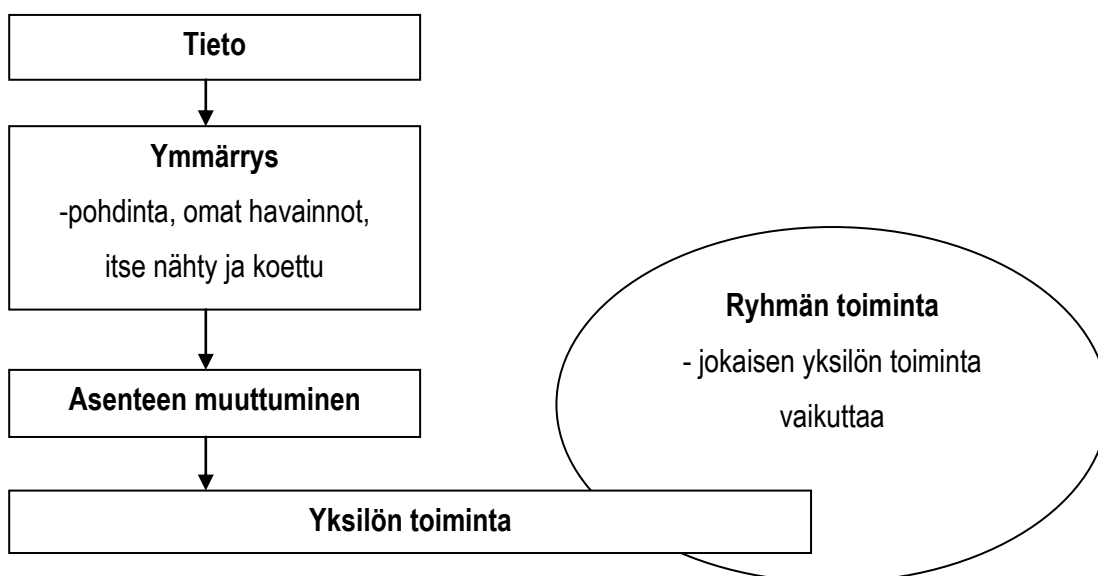 Tieto
Ymmärrys
-pohdinta, omat havainnot,
itse nähty ja koettu
Asenteen muuttuminen
Yksilön toiminta
Ryhmän toiminta
- jokaisen yksilön toiminta
vaikuttaa